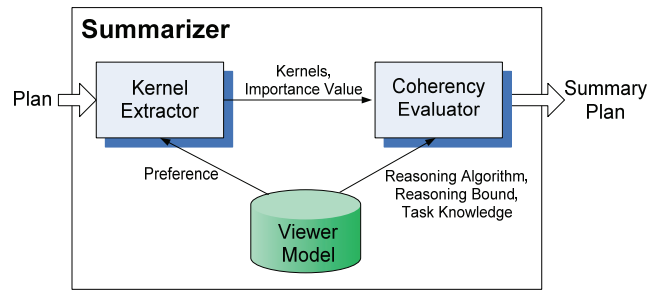 Summarizer
Plan
Kernel
Extractor
Kernels,
Importance Value
Coherency
Evaluator
Summary
Plan
Preference
Reasoning Algorithm,
Reasoning Bound,
Task Knowledge
Viewer
Model